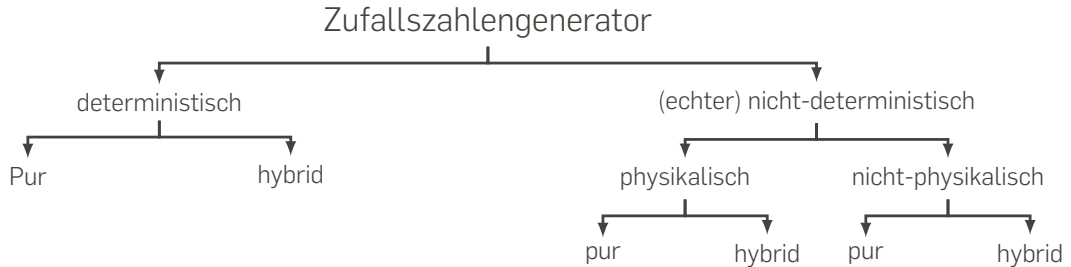 Zufallszahlengenerator
deterministisch
(echter) nicht-deterministisch
Pur
hybrid
physikalisch
nicht-physikalisch
pur
hybrid
pur
hybrid